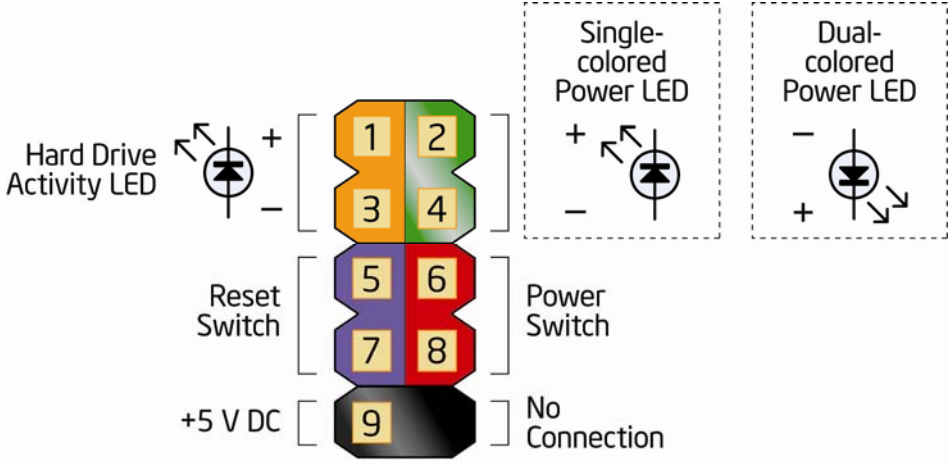 Single-
colored
Power LED
+
−
Dual-
colored
Power LED
−
+
Hard Drive
Activity LED
+
−
1 2
3 4
Reset
Switch
5 6
7 8
Power
Switch
+5 V DC
9
No
Connection